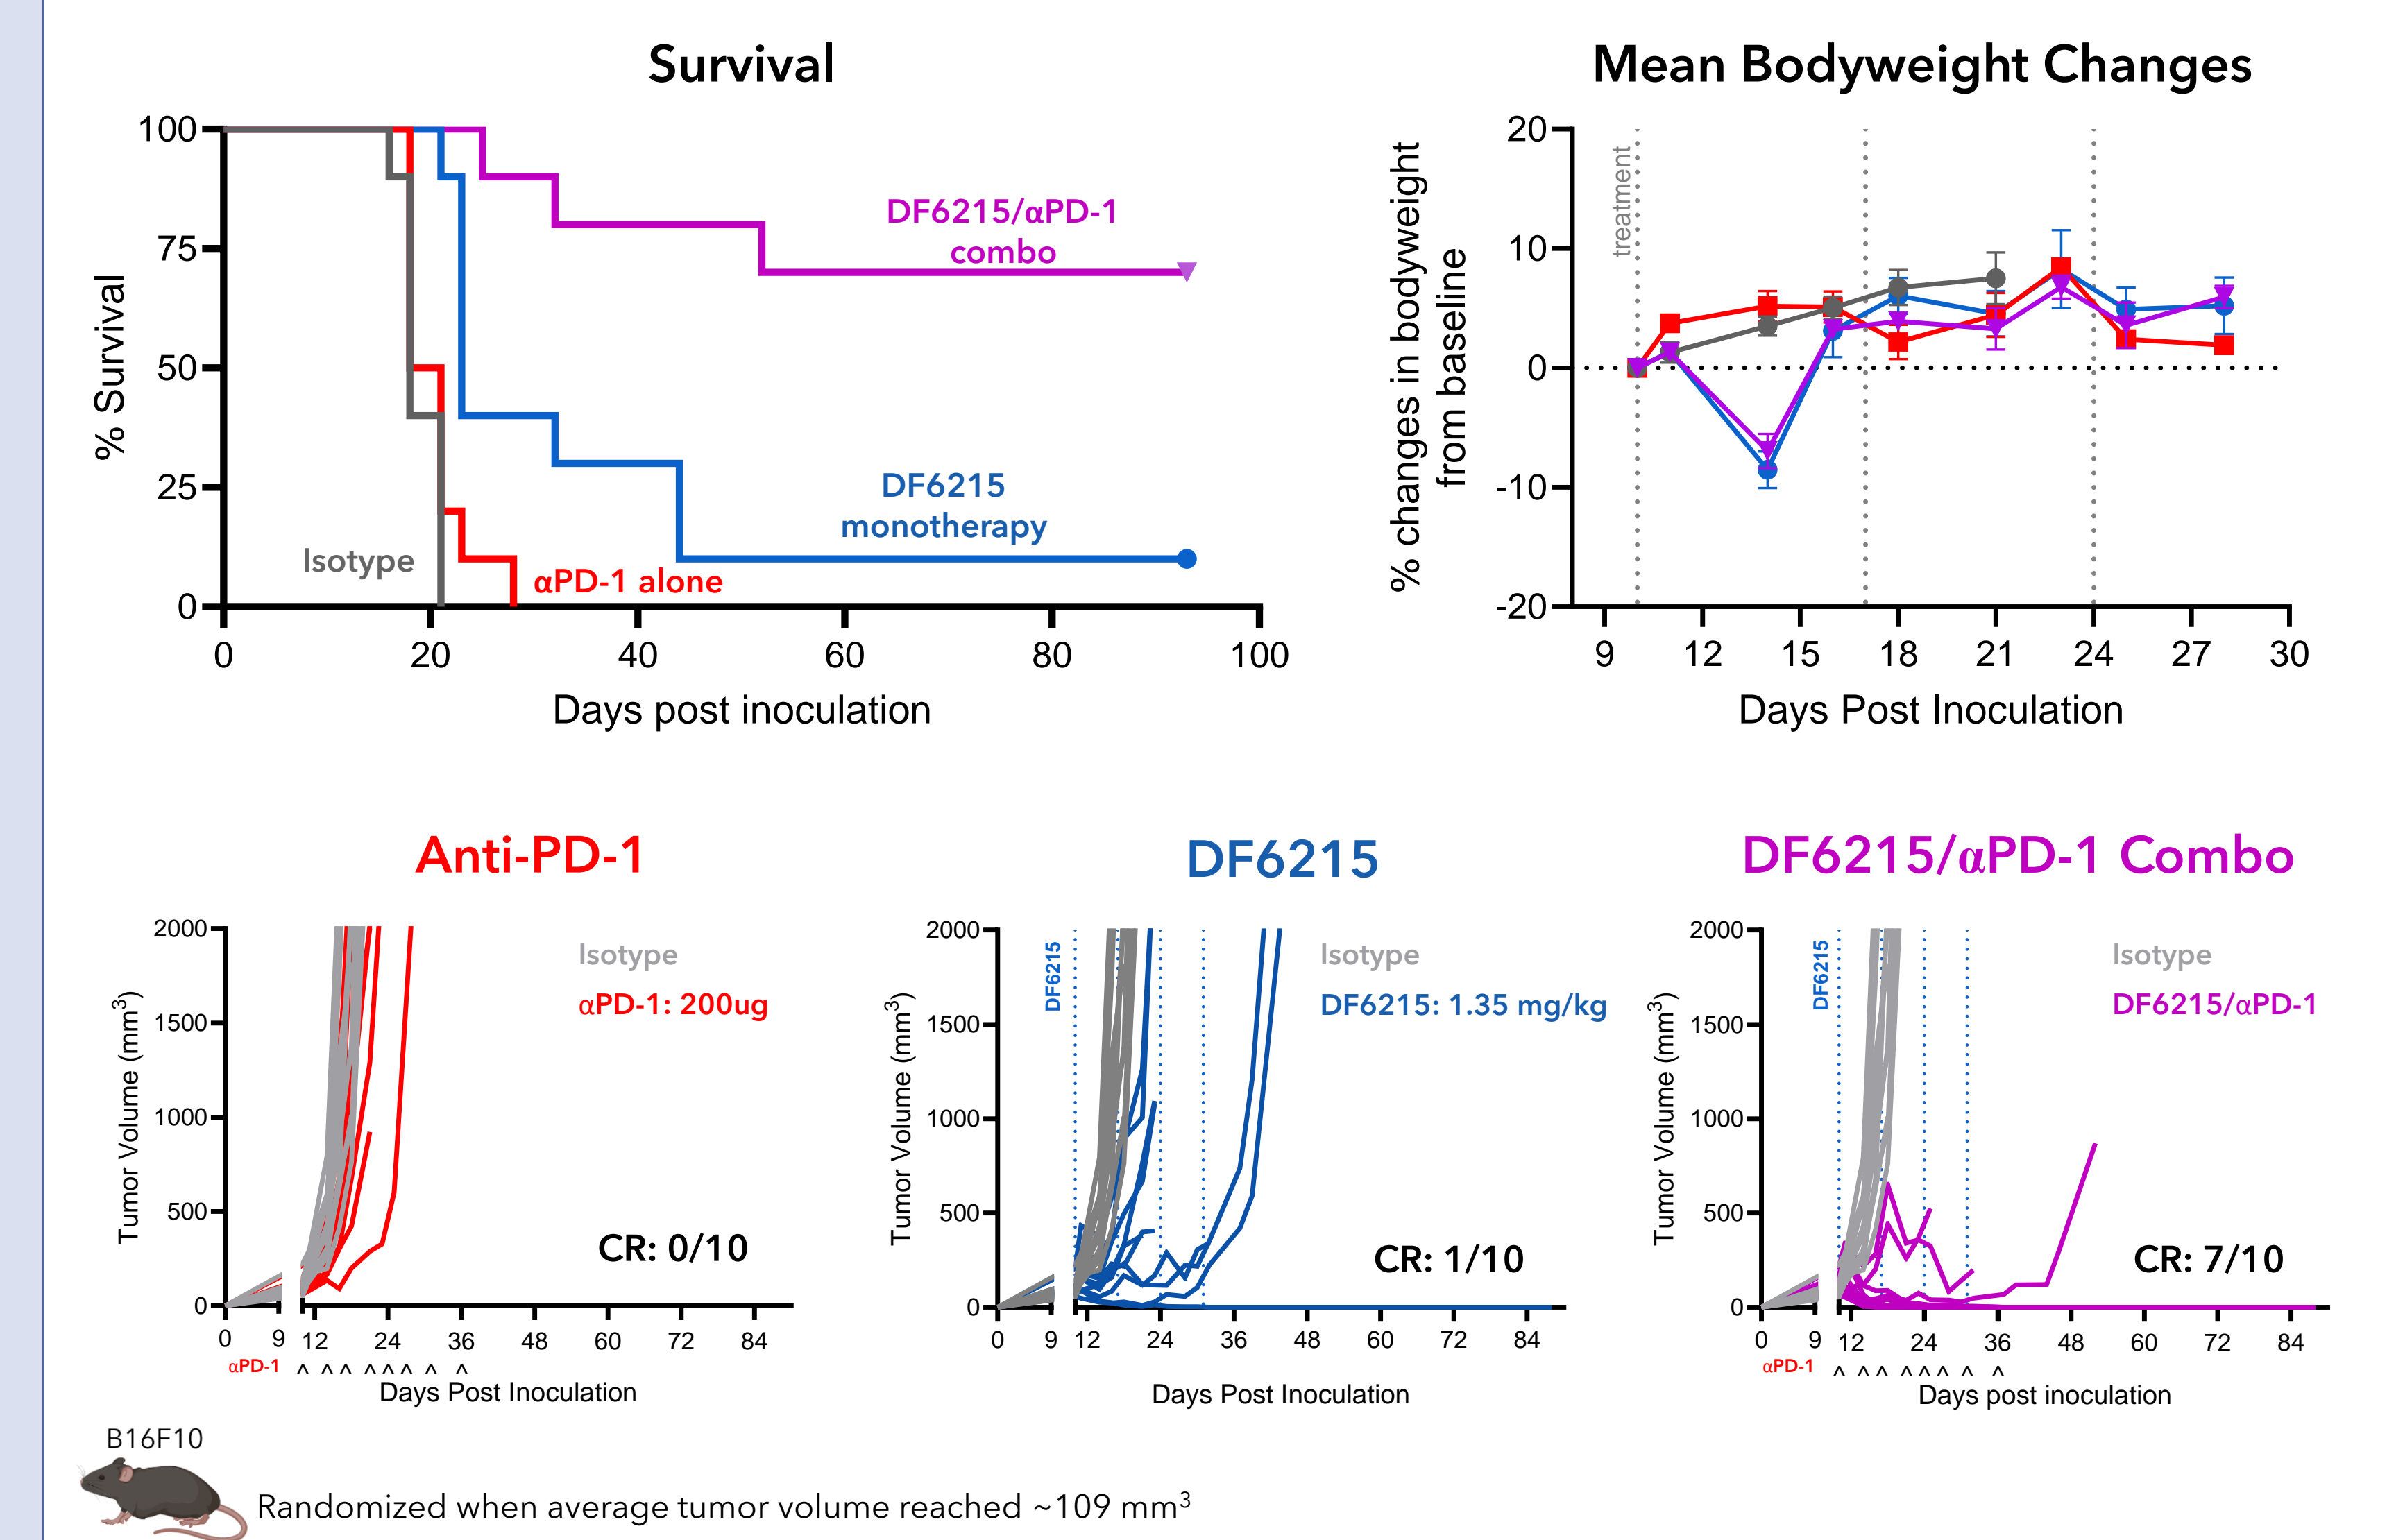 Survival
Mean Bodyweight Changes
100
75
50
25
0
% Survival
DF6215/αPD-1
combo
DF6215
monotherapy
Isotype
αPD-1 alone
0 20 40 60 80 100
Days post inoculation
20
10
0
-10
-20
% changes in bodyweight
from baseline
treatment
9 12 15 18 21 24 27 30
Days Post Inoculation
Anti-PD-1
2000
1500
1000
500
0
Tumor Volume (mm³)
Isotype
αPD-1: 200ug
CR: 0/10
0 9 12 24 36 48 60 72 84
αPD-1 ^ ^ ^ ^ ^ ^ ^ ^
Days Post Inoculation
DF6215
2000
1500
1000
500
0
Tumor Volume (mm³)
DF6215
Isotype
DF6215: 1.35 mg/kg
CR: 1/10
0 9 12 24 36 48 60 72 84
Days Post Inoculation
DF6215/αPD-1 Combo
2000
1500
1000
500
0
Tumor Volume (mm³)
DF6215
Isotype
DF6215/αPD-1
CR: 7/10
0 9 12 24 36 48 60 72 84
αPD-1 ^ ^ ^ ^ ^ ^ ^ ^
Days post inoculation
B16F10
Randomized when average tumor volume reached ~109 mm³